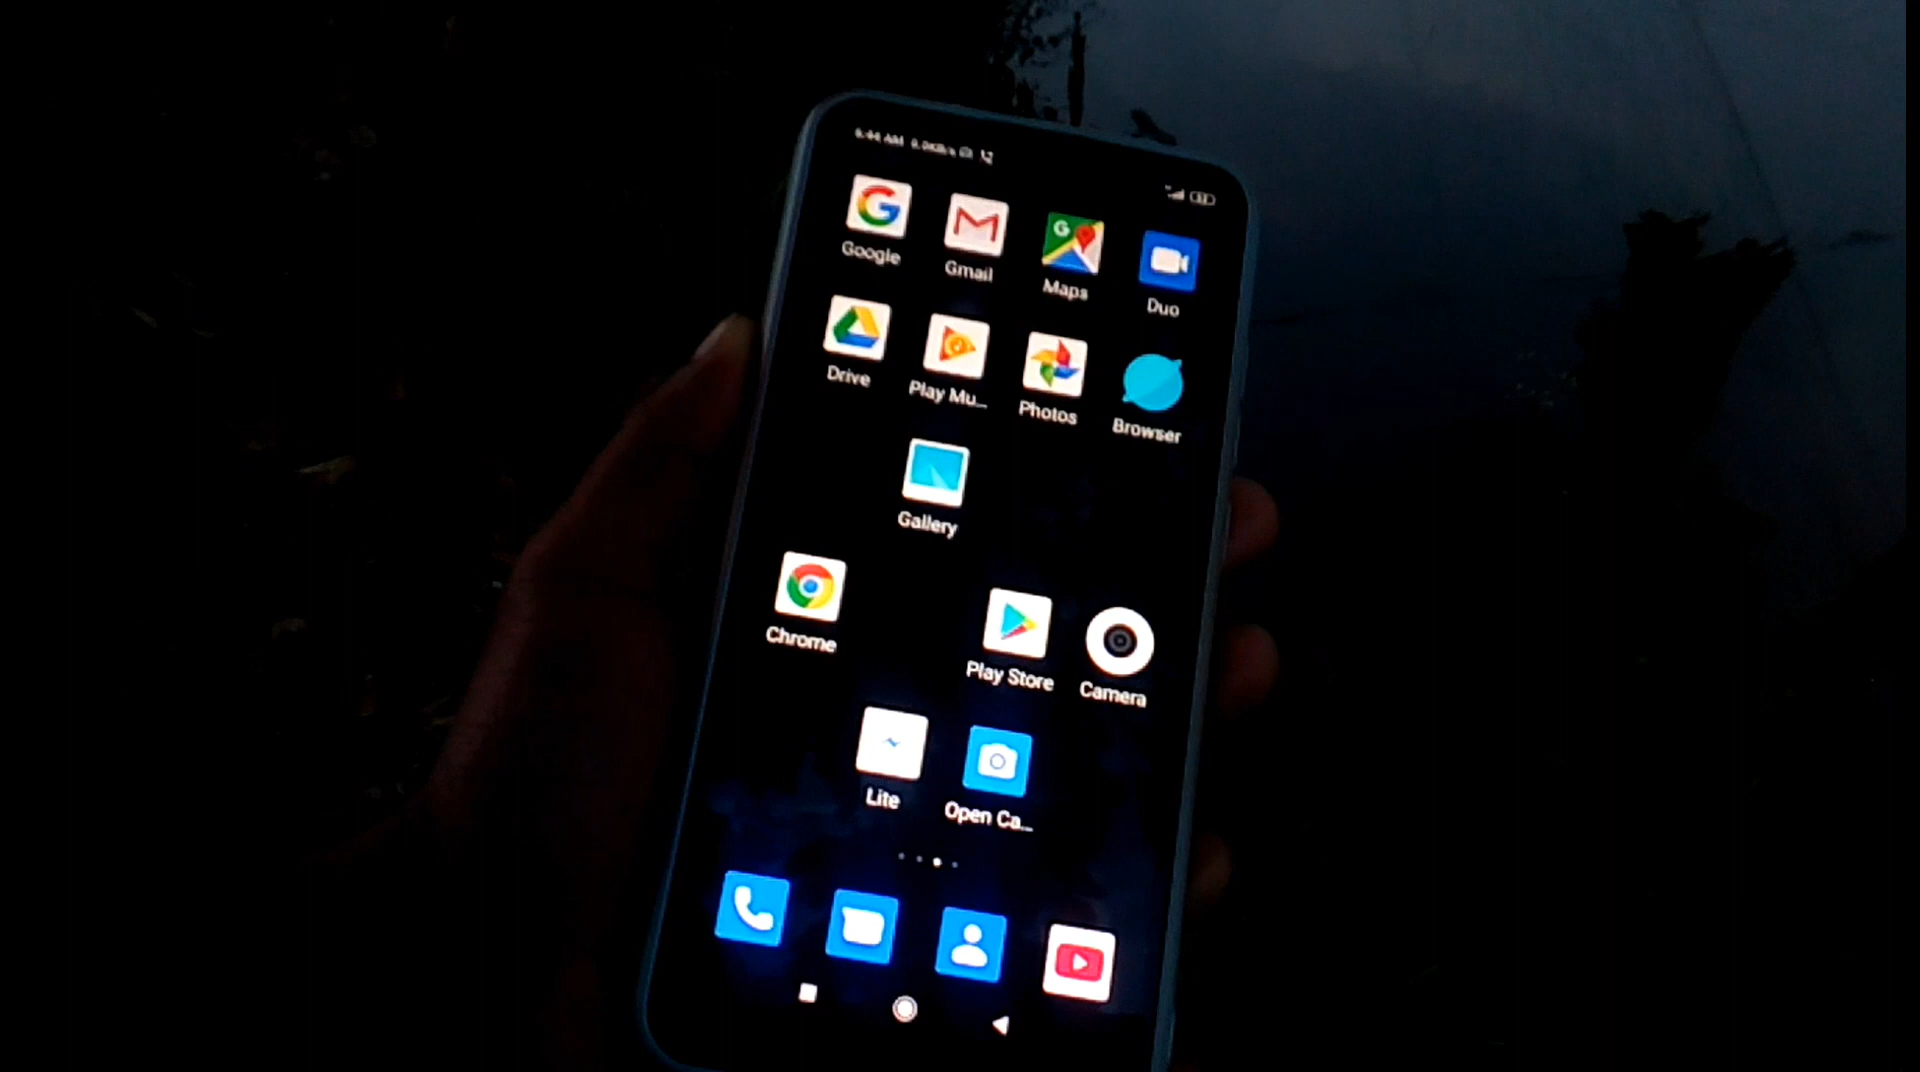 Google Gmail Maps Duo
Drive Play Mu... Photos Browser
Gallery
Chrome Play Store Camera
Lite Open Ca...